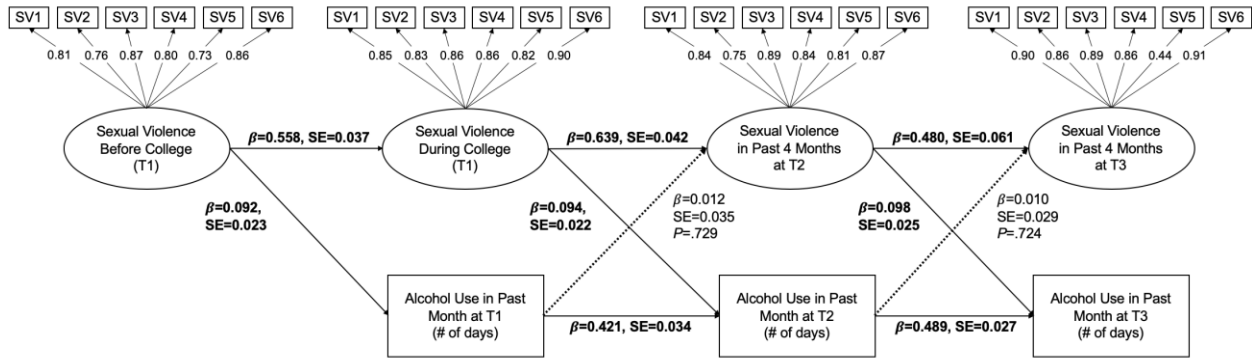 SV1 SV2 SV3 SV4 SV5 SV6 SV1 SV2 SV3 SV4 SV5 SV6 SV1 SV2 SV3 SV4 SV5 SV6 SV1 SV2 SV3 SV4 SV5 SV6
0.81 0.76 0.87 0.80 0.73 0.86 0.85 0.83 0.86 0.86 0.82 0.90 0.84 0.75 0.89 0.84 0.81 0.87 0.90 0.86 0.89 0.86 0.44 0.91
Sexual Violence
Before College
(T1)
β=0.558, SE=0.037
Sexual Violence
During College
(T1)
β=0.639, SE=0.042
Sexual Violence
in Past 4 Months
at T2
β=0.480, SE=0.061
Sexual Violence
in Past 4 Months
at T3
β=0.092,
SE=0.023
β=0.094,
SE=0.022
β=0.012
SE=0.035
P=.729
β=0.098
SE=0.025
β=0.010
SE=0.029
P=.724
Alcohol Use in Past
Month at T1
(# of days)
β=0.421, SE=0.034
Alcohol Use in Past
Month at T2
(# of days)
β=0.489, SE=0.027
Alcohol Use in Past
Month at T3
(# of days)